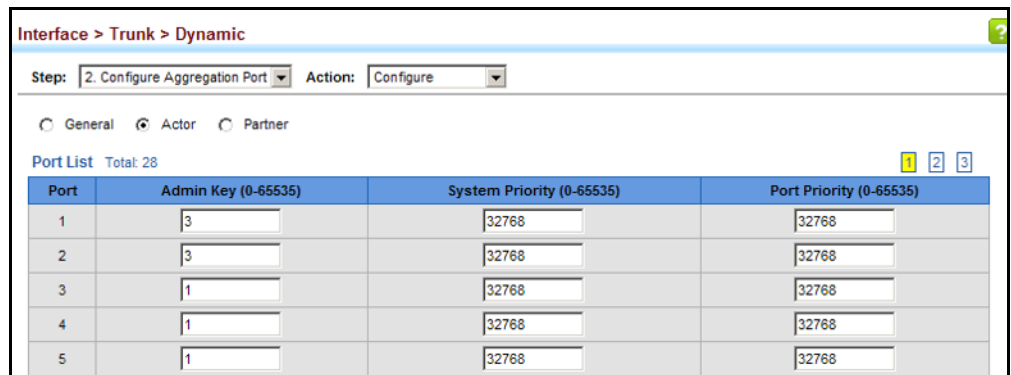 Interface > Trunk > Dynamic
?
Step: 2. Configure Aggregation Port Action: Configure
General Actor Partner
Port List Total: 28 1 2 3
Port Admin Key (0-65535) System Priority (0-65535) Port Priority (0-65535)
1 3 32768 32768
2 3 32768 32768
3 1 32768 32768
4 1 32768 32768
5 1 32768 32768